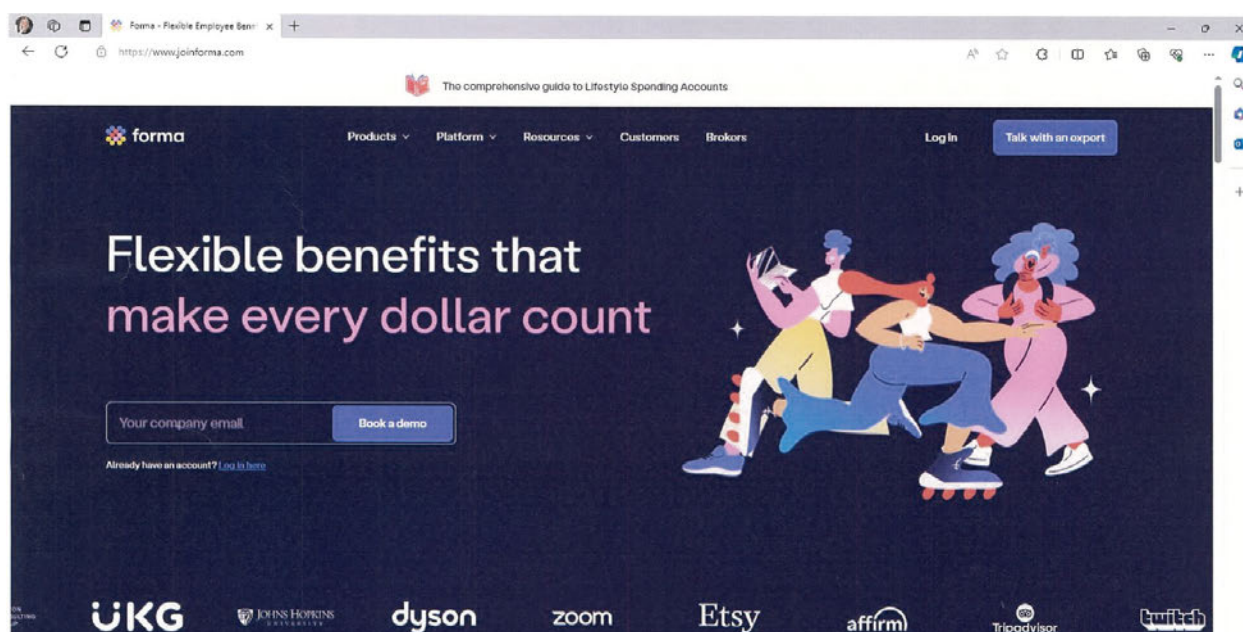 Forma - Flexible Employee Bene
https://www.joinforma.com
The comprehensive guide to Lifestyle Spending Accounts
forma Products Platform Resources Customers Brokers Log in Talk with an expert
Flexible benefits that
make every dollar count
Your company email Book a demo
Already have an account? Log in here
UKG JOHNS HOPKINS UNIVERSITY dyson zoom Etsy affirm Tripadvisor twitch